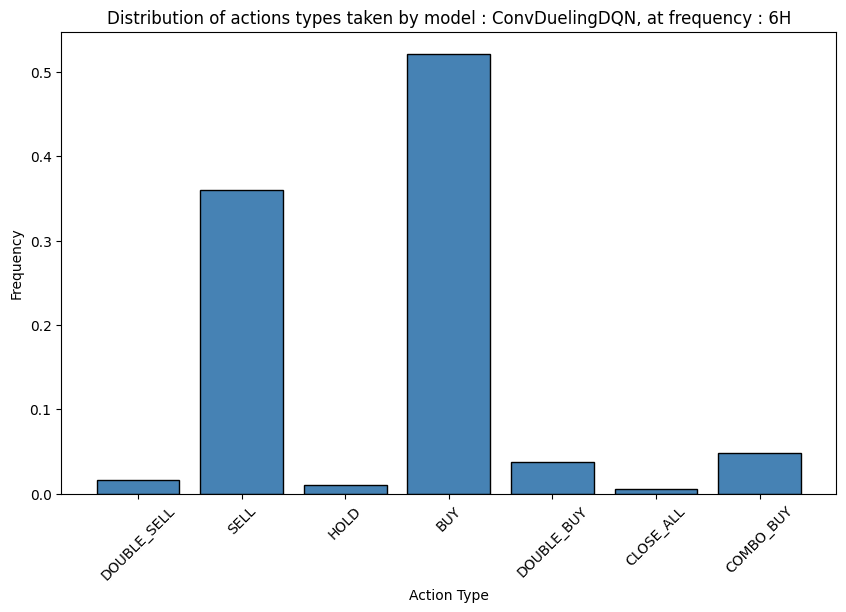 Distribution of actions types taken by model : ConvDuelingDQN, at frequency : 6H
Frequency
0.5
0.4
0.3
0.2
0.1
0.0
DOUBLE_SELL
SELL
HOLD
BUY
DOUBLE_BUY
CLOSE_ALL
COMBO_BUY
Action Type